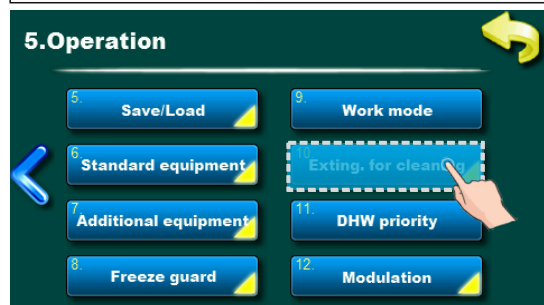 5.Operation
5. Save/Load
9. Work mode
6. Standard equipment
10. Exting. for cleaning
7. Additional equipment
11. DHW priority
8. Freeze guard
12. Modulation